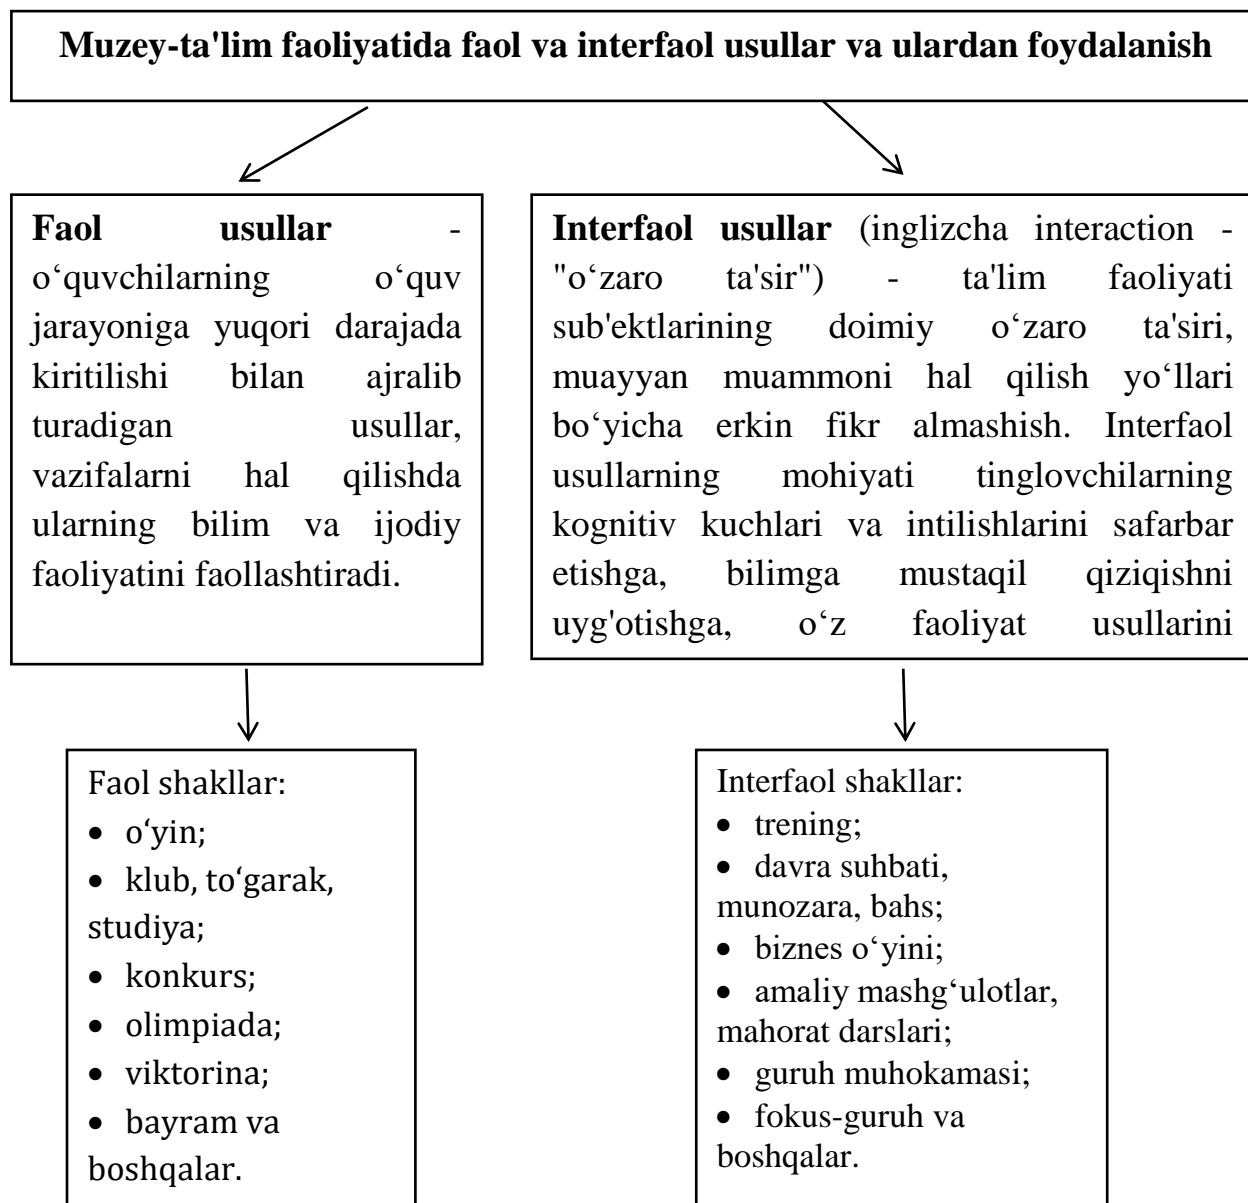 Muzey-ta'lim faoliyatida faol va interfaol usullar va ulardan foydalanish
Faol usullar -
o‘quvchilarning o‘quv
jarayoniga yuqori darajada
kiritilishi bilan ajralib
turadigan usullar,
vazifalarni hal qilishda
ularning bilim va ijodiy
faoliyatini faollashtiradi.
Interfaol usullar (inglizcha interaction -
"o‘zaro ta'sir") - ta'lim faoliyati
sub'ektlarining doimiy o‘zaro ta'siri,
muayyan muammoni hal qilish yo‘llari
bo‘yicha erkin fikr almashish. Interfaol
usullarning mohiyati tinglovchilarning
kognitiv kuchlari va intilishlarini safarbar
etishga, bilimga mustaqil qiziqishni
uyg'otishga, o‘z faoliyat usullarini
Faol shakllar:
• o‘yin;
• klub, to‘garak,
studiya;
• konkurs;
• olimpiada;
• viktorina;
• bayram va
boshqalar.
Interfaol shakllar:
• trening;
• davra suhbati,
munozara, bahs;
• biznes o‘yini;
• amaliy mashg‘ulotlar,
mahorat darslari;
• guruh muhokamasi;
• fokus-guruh va
boshqalar.